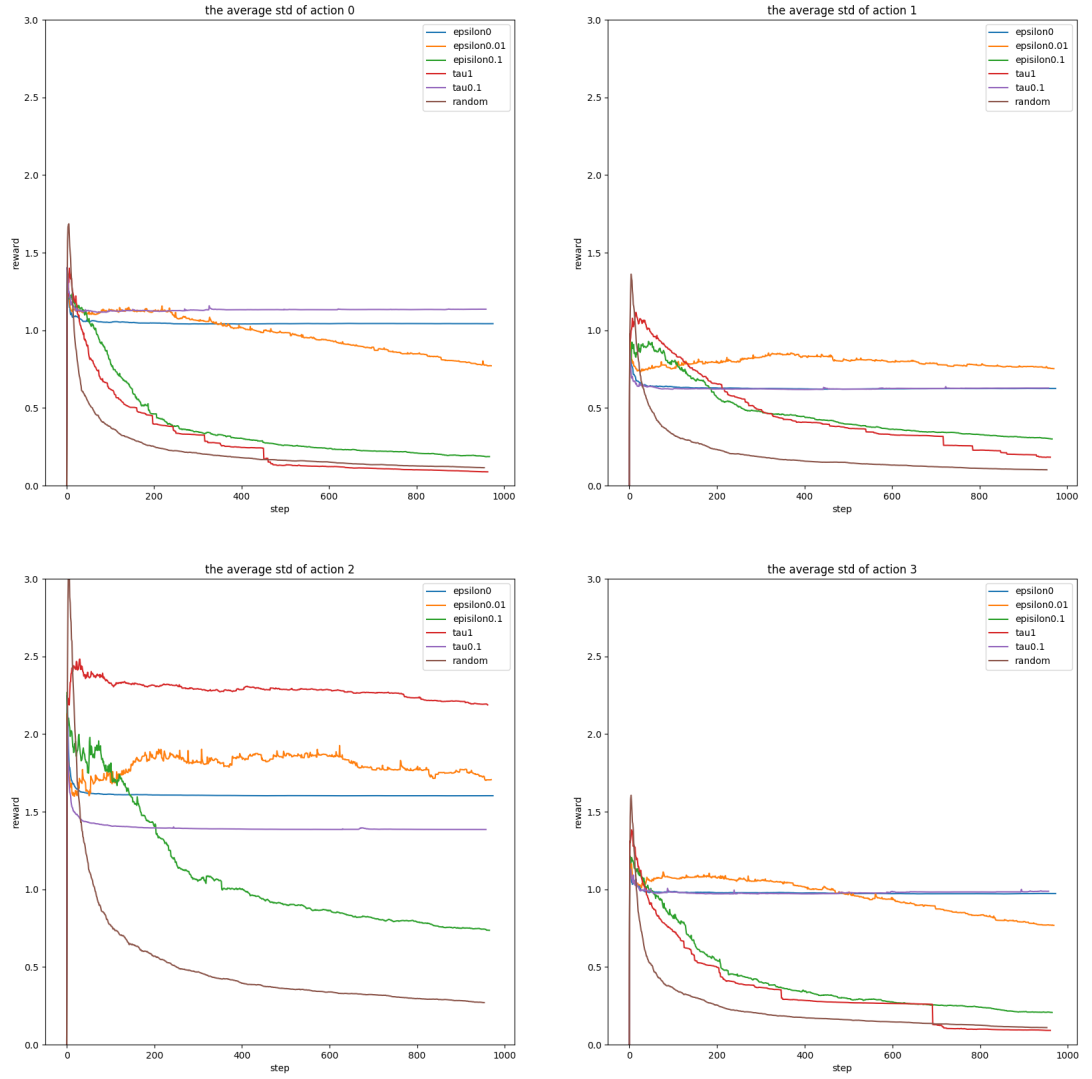 the average std of action 0
3.0
2.5
2.0
1.5
1.0
0.5
0.0
reward
0 200 400 600 800 1000
step
epsilon0
epsilon0.01
episilon0.1
tau1
tau0.1
random
the average std of action 1
3.0
2.5
2.0
1.5
1.0
0.5
0.0
reward
0 200 400 600 800 1000
step
epsilon0
epsilon0.01
episilon0.1
tau1
tau0.1
random
the average std of action 2
3.0
2.5
2.0
1.5
1.0
0.5
0.0
reward
0 200 400 600 800 1000
step
epsilon0
epsilon0.01
episilon0.1
tau1
tau0.1
random
the average std of action 3
3.0
2.5
2.0
1.5
1.0
0.5
0.0
reward
0 200 400 600 800 1000
step
epsilon0
epsilon0.01
episilon0.1
tau1
tau0.1
random